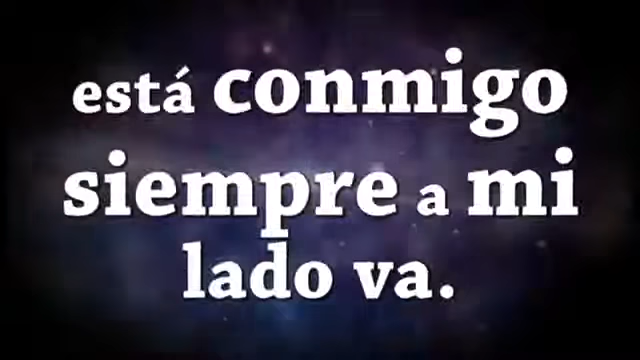 está conmigo
siempre a mi
lado va.